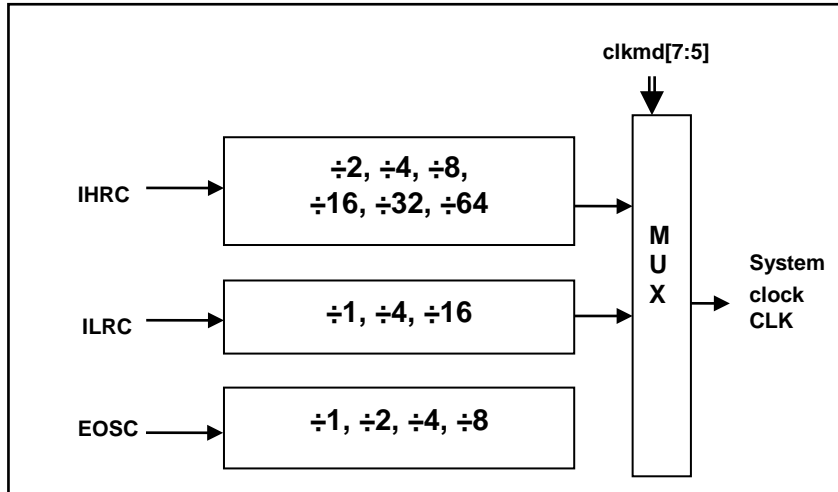 clkmd[7:5]
IHRC
÷2, ÷4, ÷8,
÷16, ÷32, ÷64
ILRC
÷1, ÷4, ÷16
EOSC
÷1, ÷2, ÷4, ÷8
M
U
X
System
clock
CLK